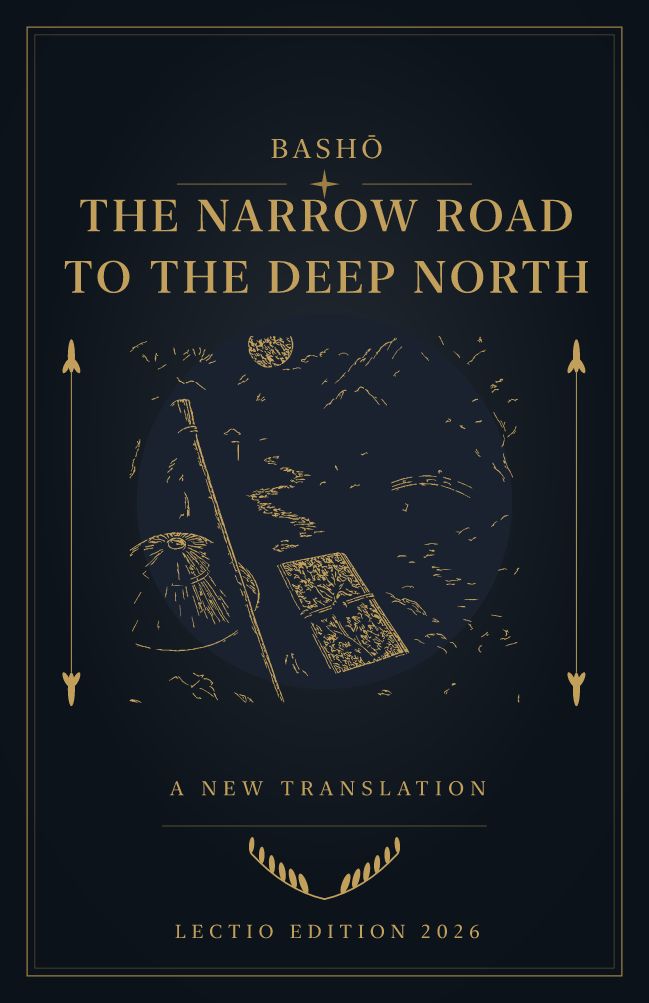 BASHŌ
THE NARROW ROAD
TO THE DEEP NORTH
A NEW TRANSLATION
LECTIO EDITION 2026